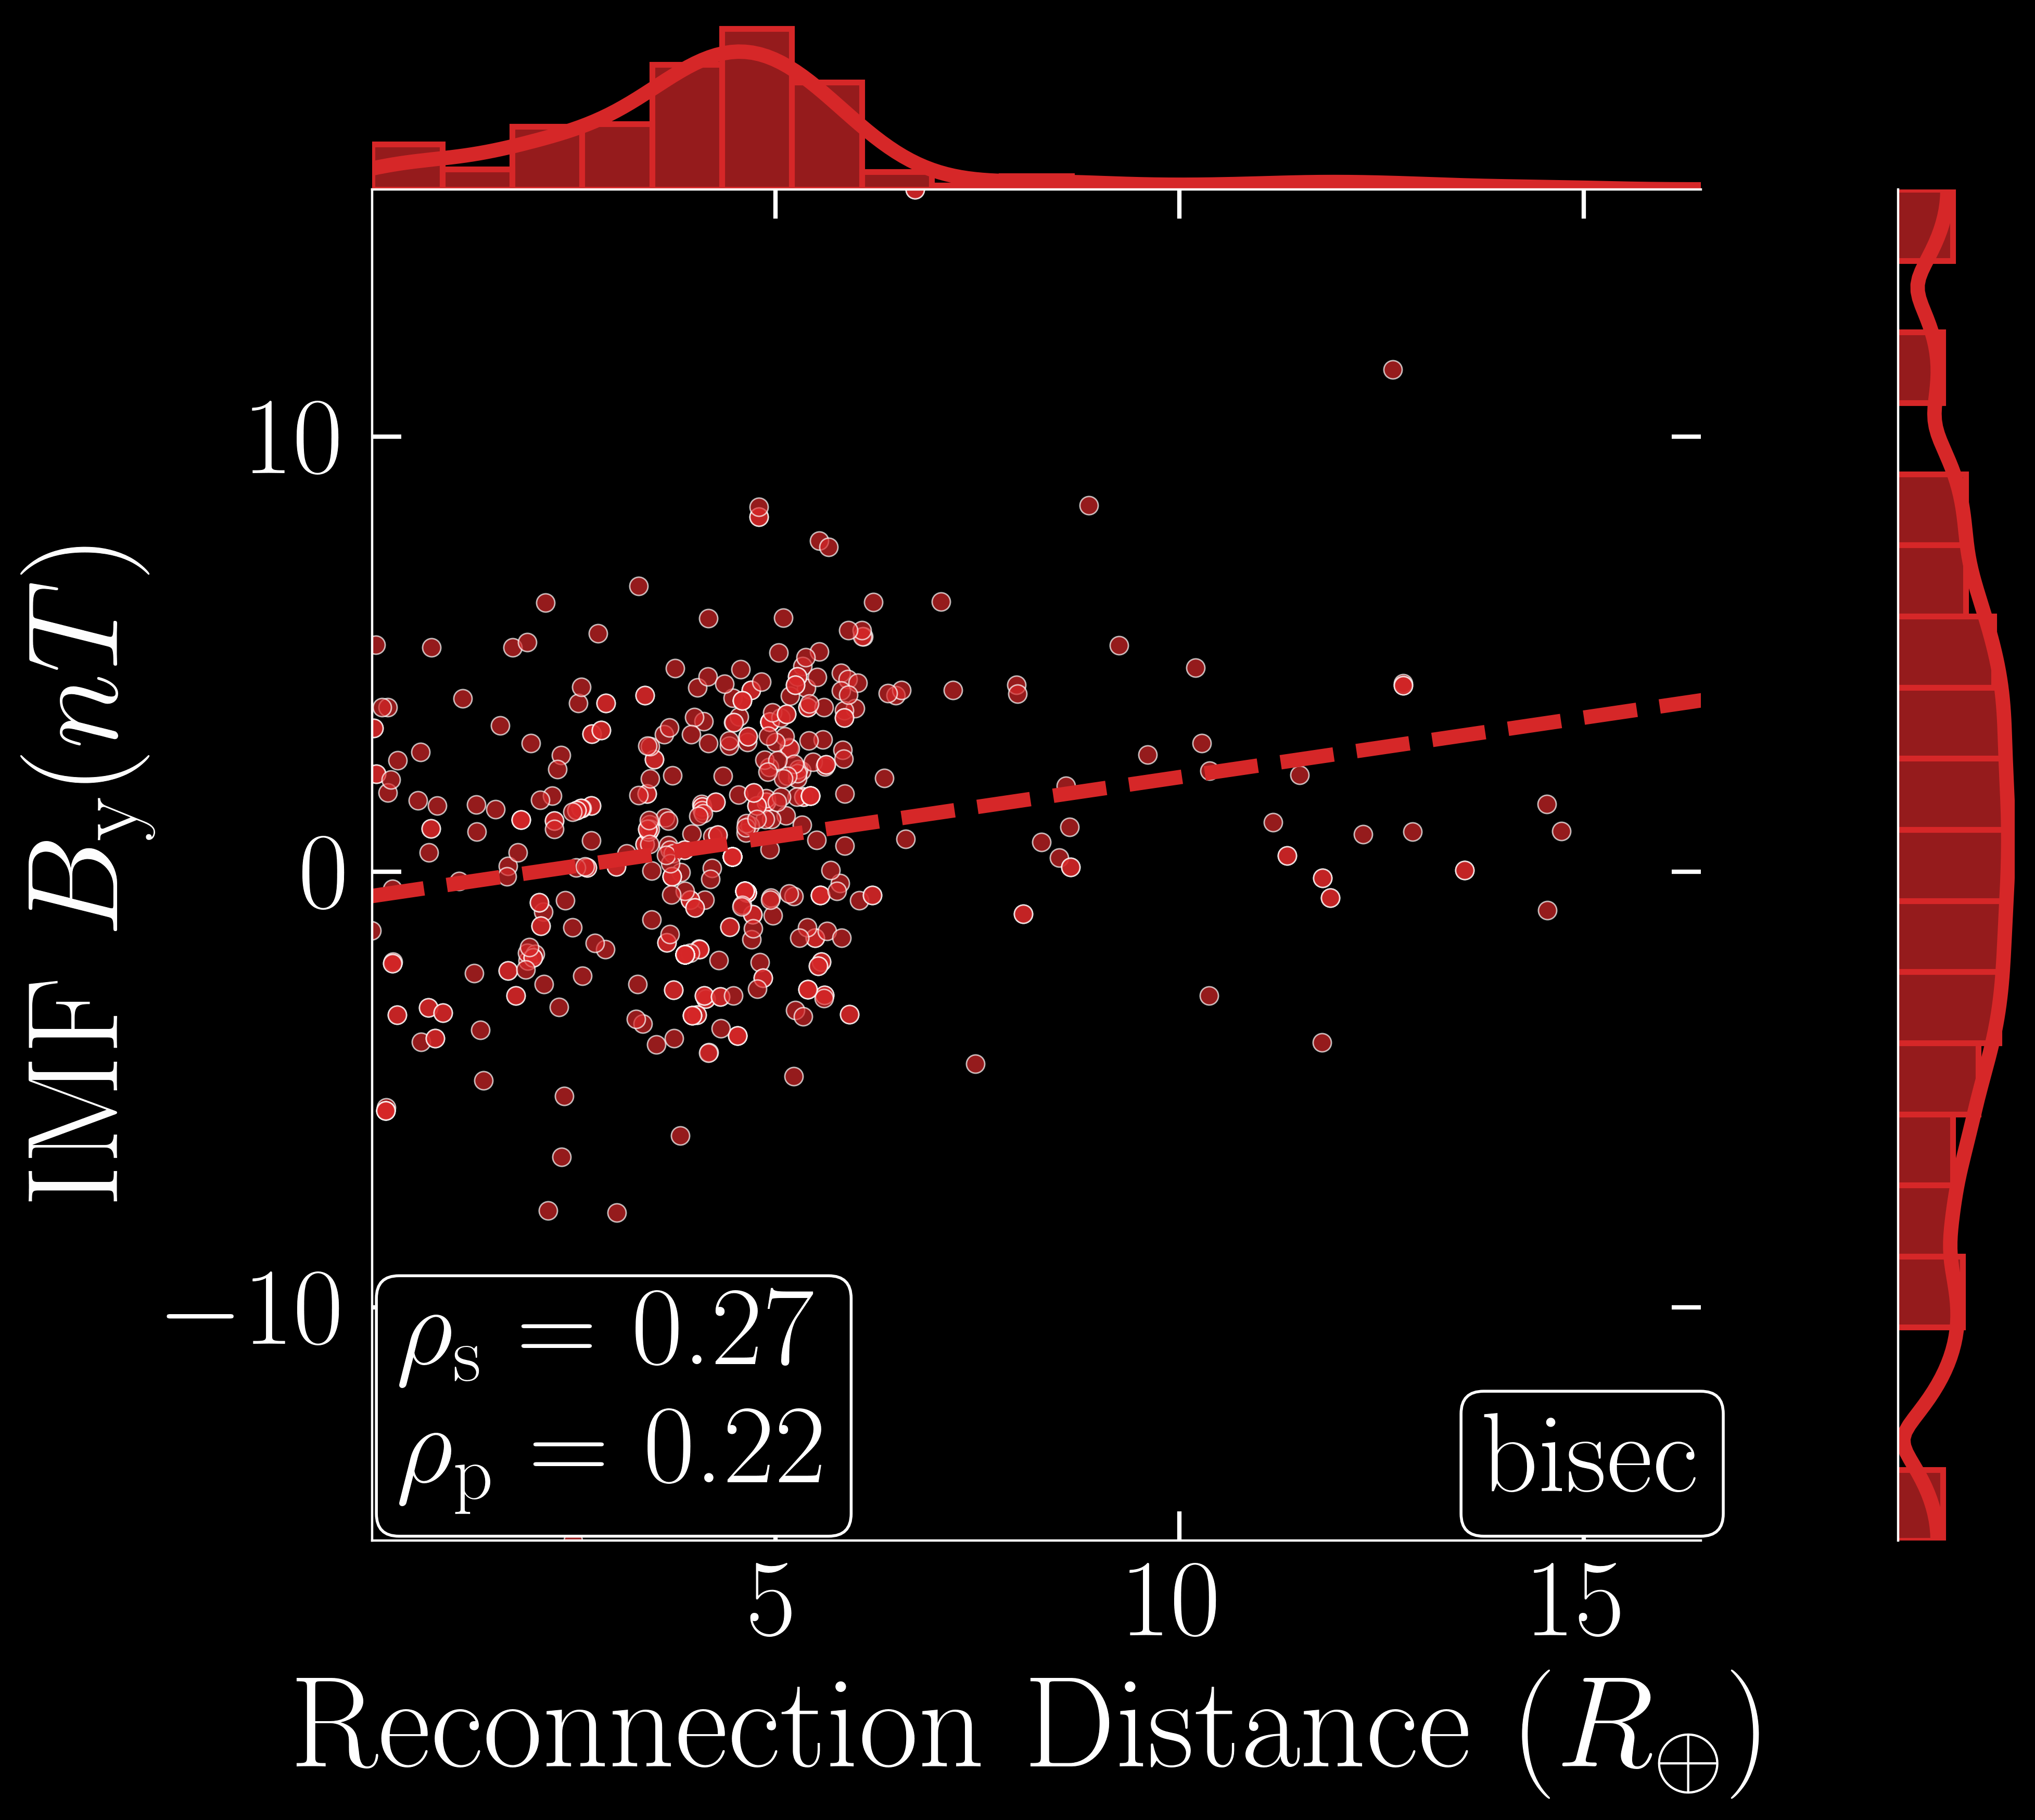 IMF B_y(nT)
10
0
−10
ρ_s = 0.27
ρ_p = 0.22
bisec
5 10 15
Reconnection Distance (R_⊕)